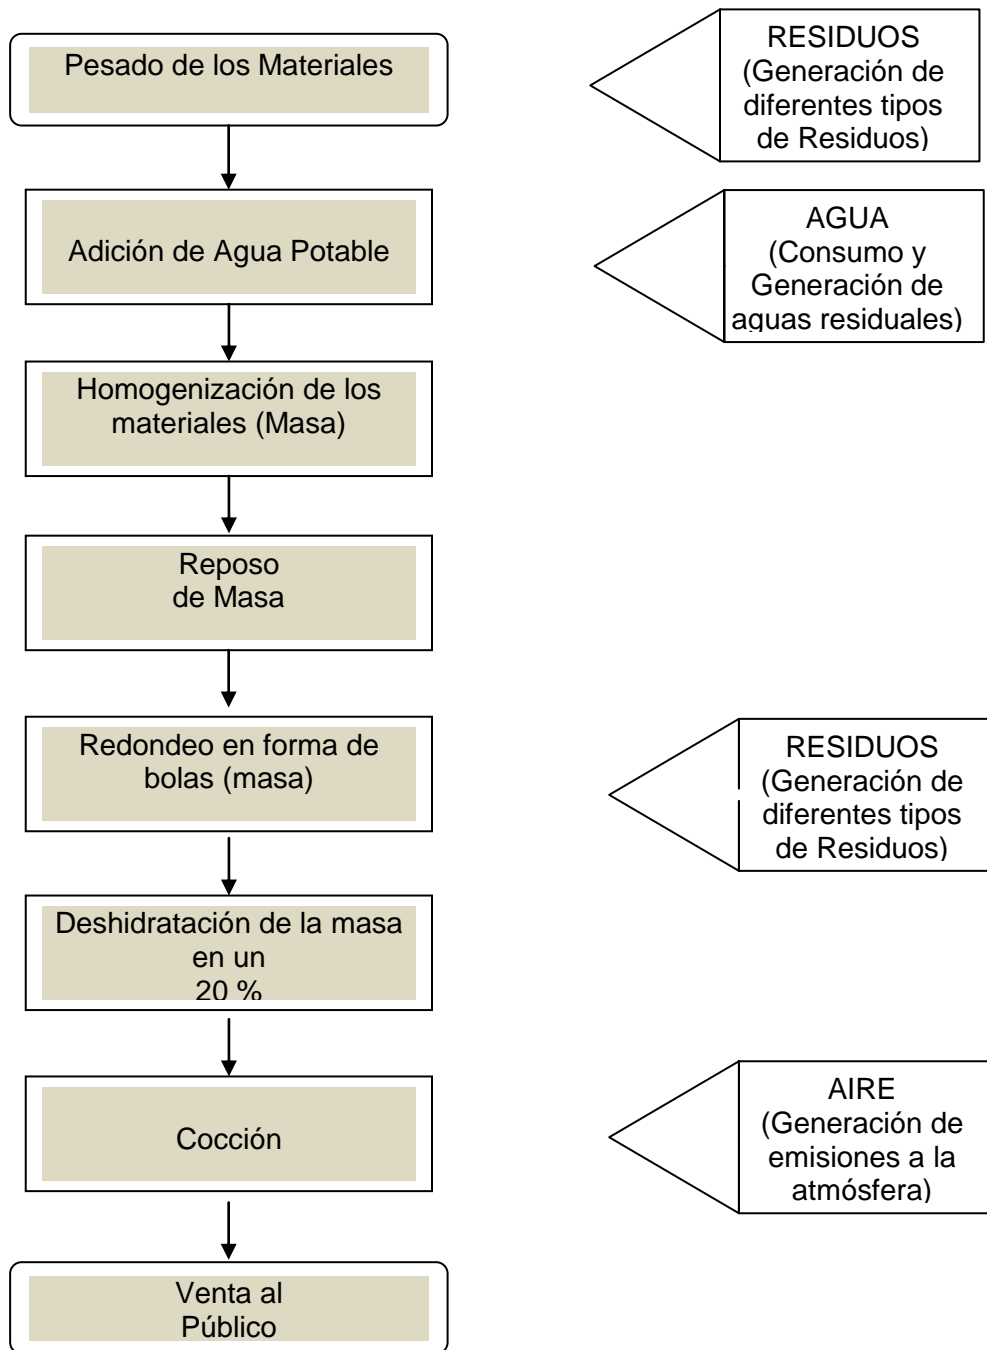 Pesado de los Materiales
RESIDUOS
(Generación de
diferentes tipos
de Residuos)
Adición de Agua Potable
AGUA
(Consumo y
Generación de
aguas residuales)
Homogenización de los
materiales (Masa)
Reposo
de Masa
Redondeo en forma de
bolas (masa)
RESIDUOS
(Generación de
diferentes tipos
de Residuos)
Deshidratación de la masa
en un
20 %
Cocción
AIRE
(Generación de
emisiones a la
atmósfera)
Venta al
Público